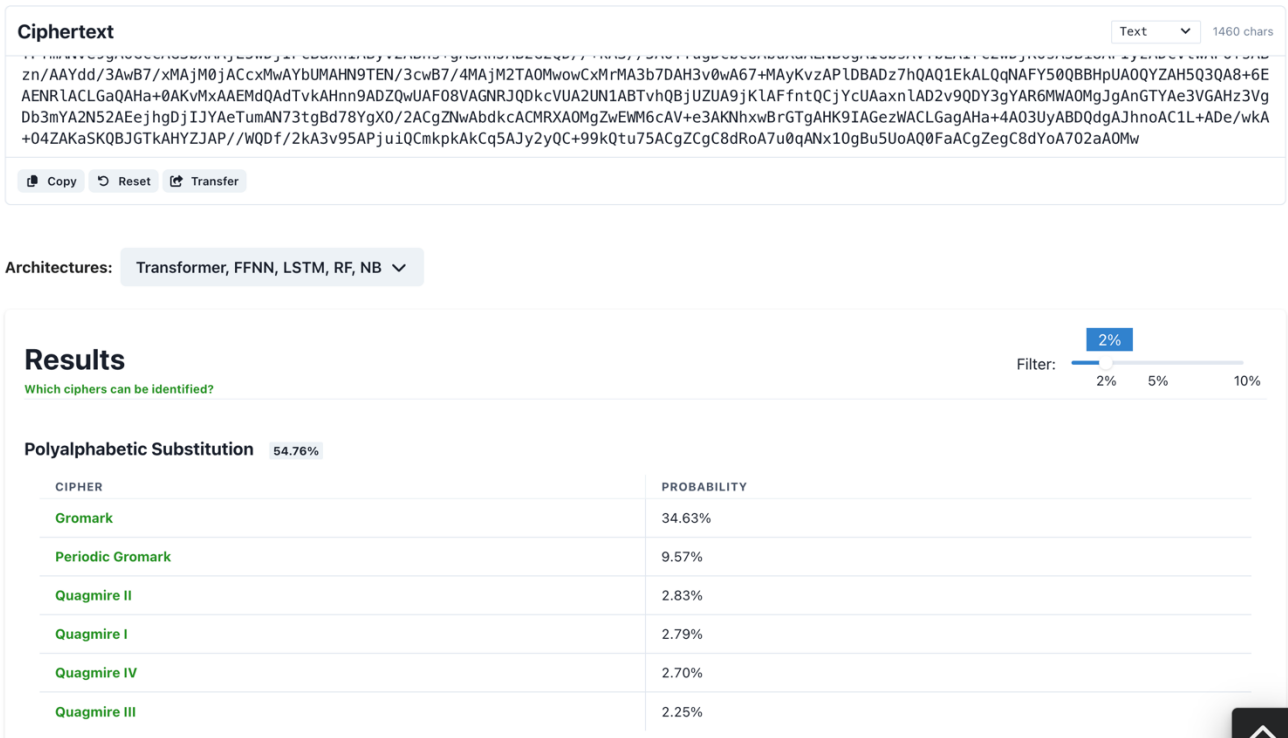 Ciphertext
Text
1460 chars
zn/AAYdd/3AwB7/xMAjM0jACcxMwAYbUMAHN9TEN/3cwB7/4MAjM2TAOMwowCxMrMA3b7DAH3v0wA67+MAyKvzAPlDBADz7hQAQ1EkALQqNAFY50QBBHpUAOQYZAH5Q3QA8+6E
AENRlACLGaQAHa+0AKvMxAAEMdQAdTvkAHnn9ADZQwUAFO8VAGNRJQDkcVUA2UN1ABTvhQBjUZUA9jKlAFfntQCjYcUAaxnlAD2v9QDY3gYAR6MWAOMgJgAnGTYAe3VGAHz3Vg
Db3mYA2N52AEejhgDjIJYAeTumAN73tgBd78YgXO/2ACgZNwAbdkcACMRXAOMgZwEWM6cAV+e3AKNhxwBrGTgAHK9IAGezWACLGagAHa+4AO3UyABDQdgAJhnoAC1L+ADe/wkA
+O4ZAKaSKQBJGTkAHYZJAP//WQDf/2kA3v95APjuiQCmkpkAkCq5AJy2yQC+99kQtu75ACgZCgC8dRoA7u0qANx1OgBu5UoAQ0FaACgZegC8dYoA7O2aAOMw
Copy
Reset
Transfer
Architectures:
Transformer, FFNN, LSTM, RF, NB
Results
Which ciphers can be identified?
Filter:
2%
2%
5%
10%
Polyalphabetic Substitution 54.76%
CIPHER PROBABILITY
Gromark 34.63%
Periodic Gromark 9.57%
Quagmire II 2.83%
Quagmire I 2.79%
Quagmire IV 2.70%
Quagmire III 2.25%